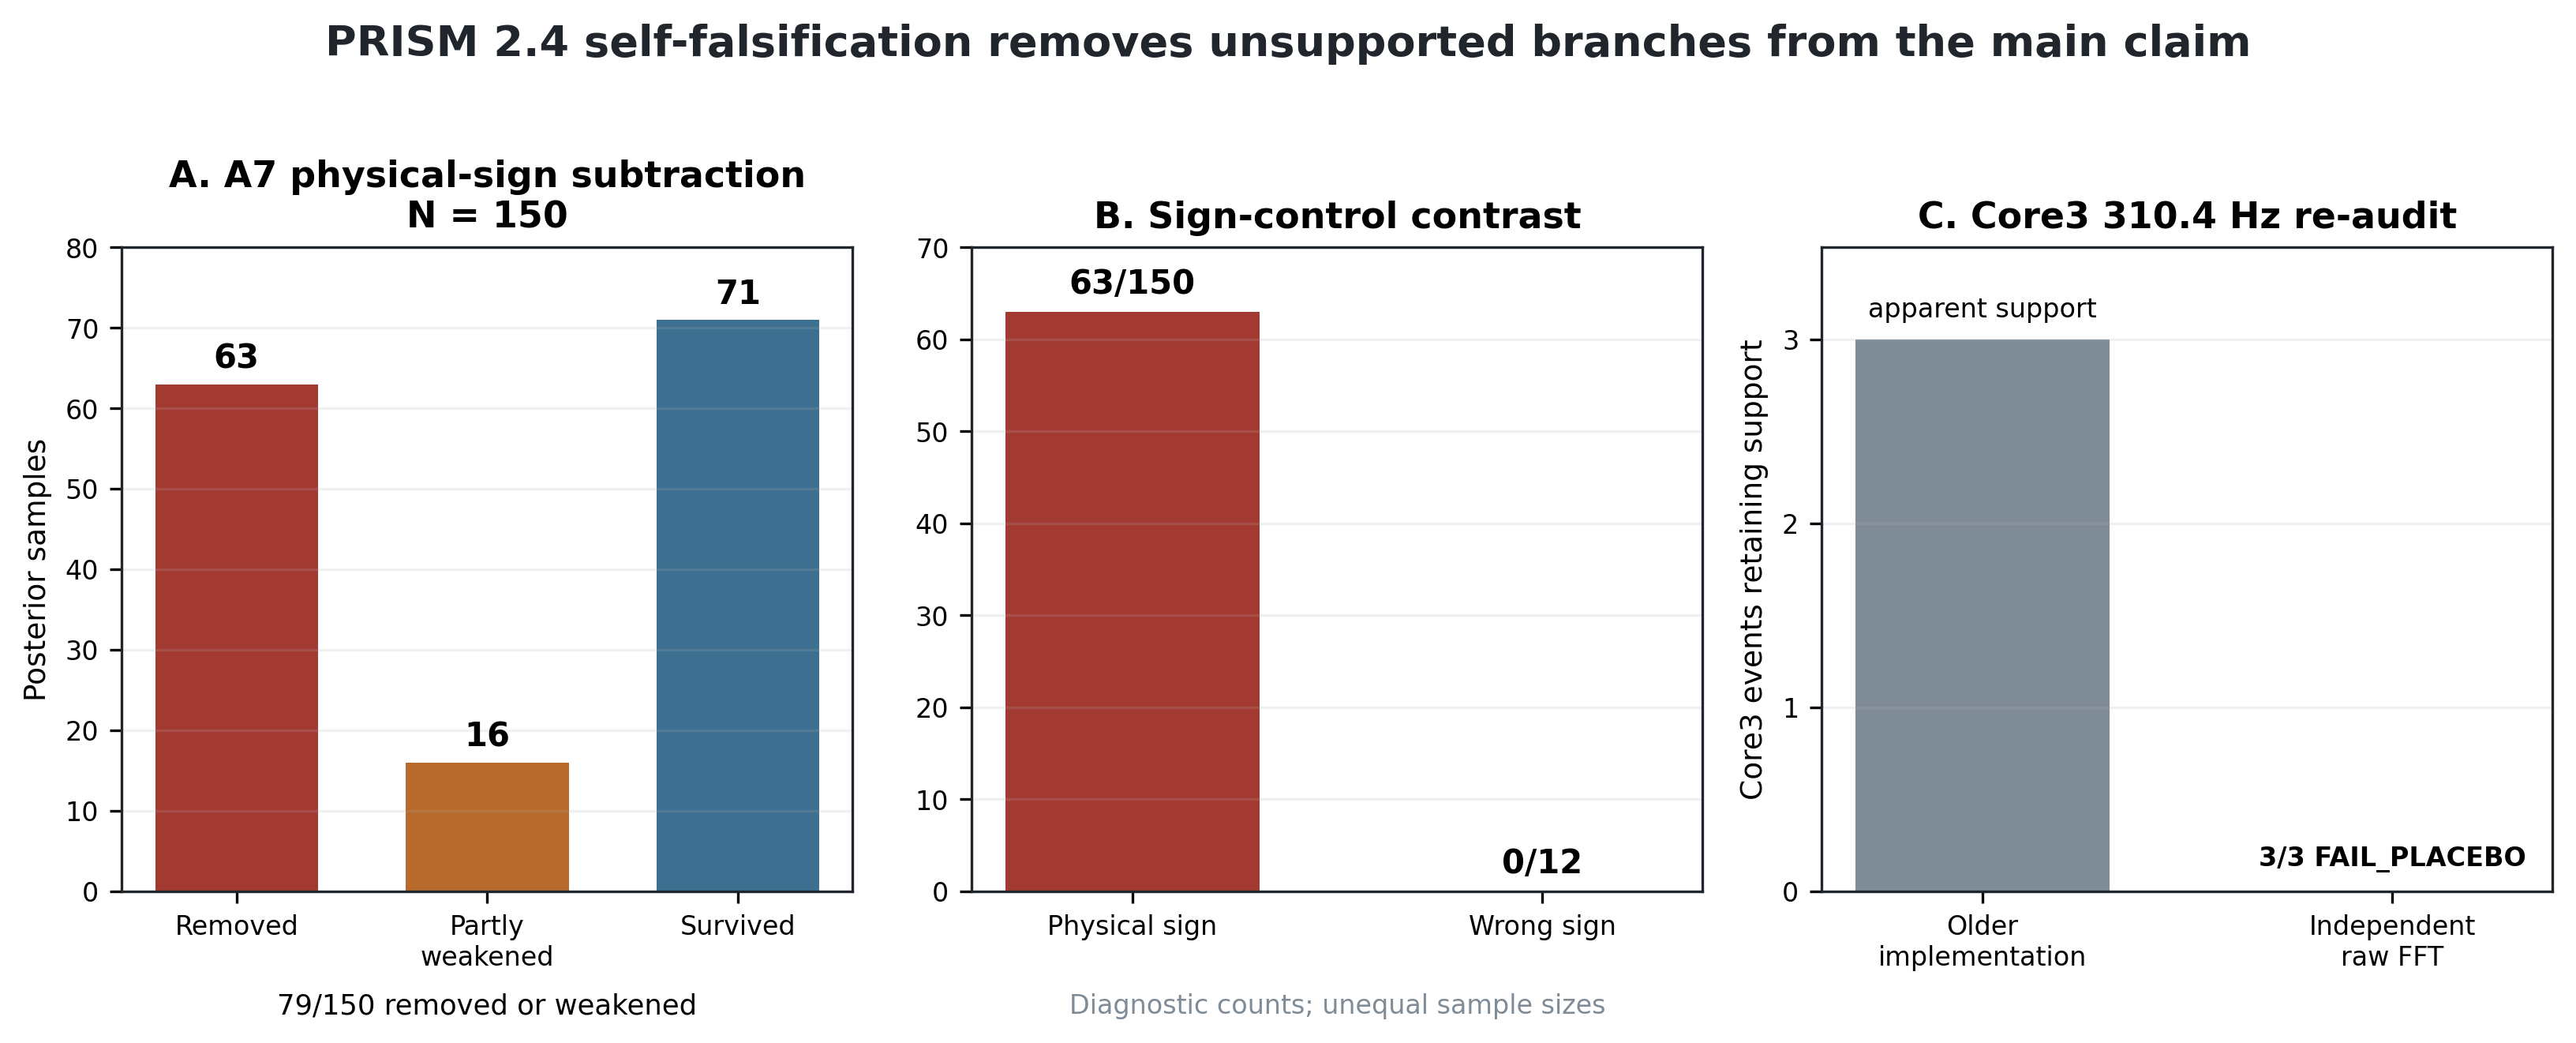 PRISM 2.4 self-falsification removes unsupported branches from the main claim
A. A7 physical-sign subtraction
N = 150
Posterior samples
80
70
60
50
40
30
20
10
0
63
16
71
Removed
Partly
weakened
Survived
79/150 removed or weakened
B. Sign-control contrast
70
60
50
40
30
20
10
0
63/150
0/12
Physical sign
Wrong sign
Diagnostic counts; unequal sample sizes
C. Core3 310.4 Hz re-audit
Core3 events retaining support
3
2
1
0
apparent support
3/3 FAIL_PLACEBO
Older
implementation
Independent
raw FFT